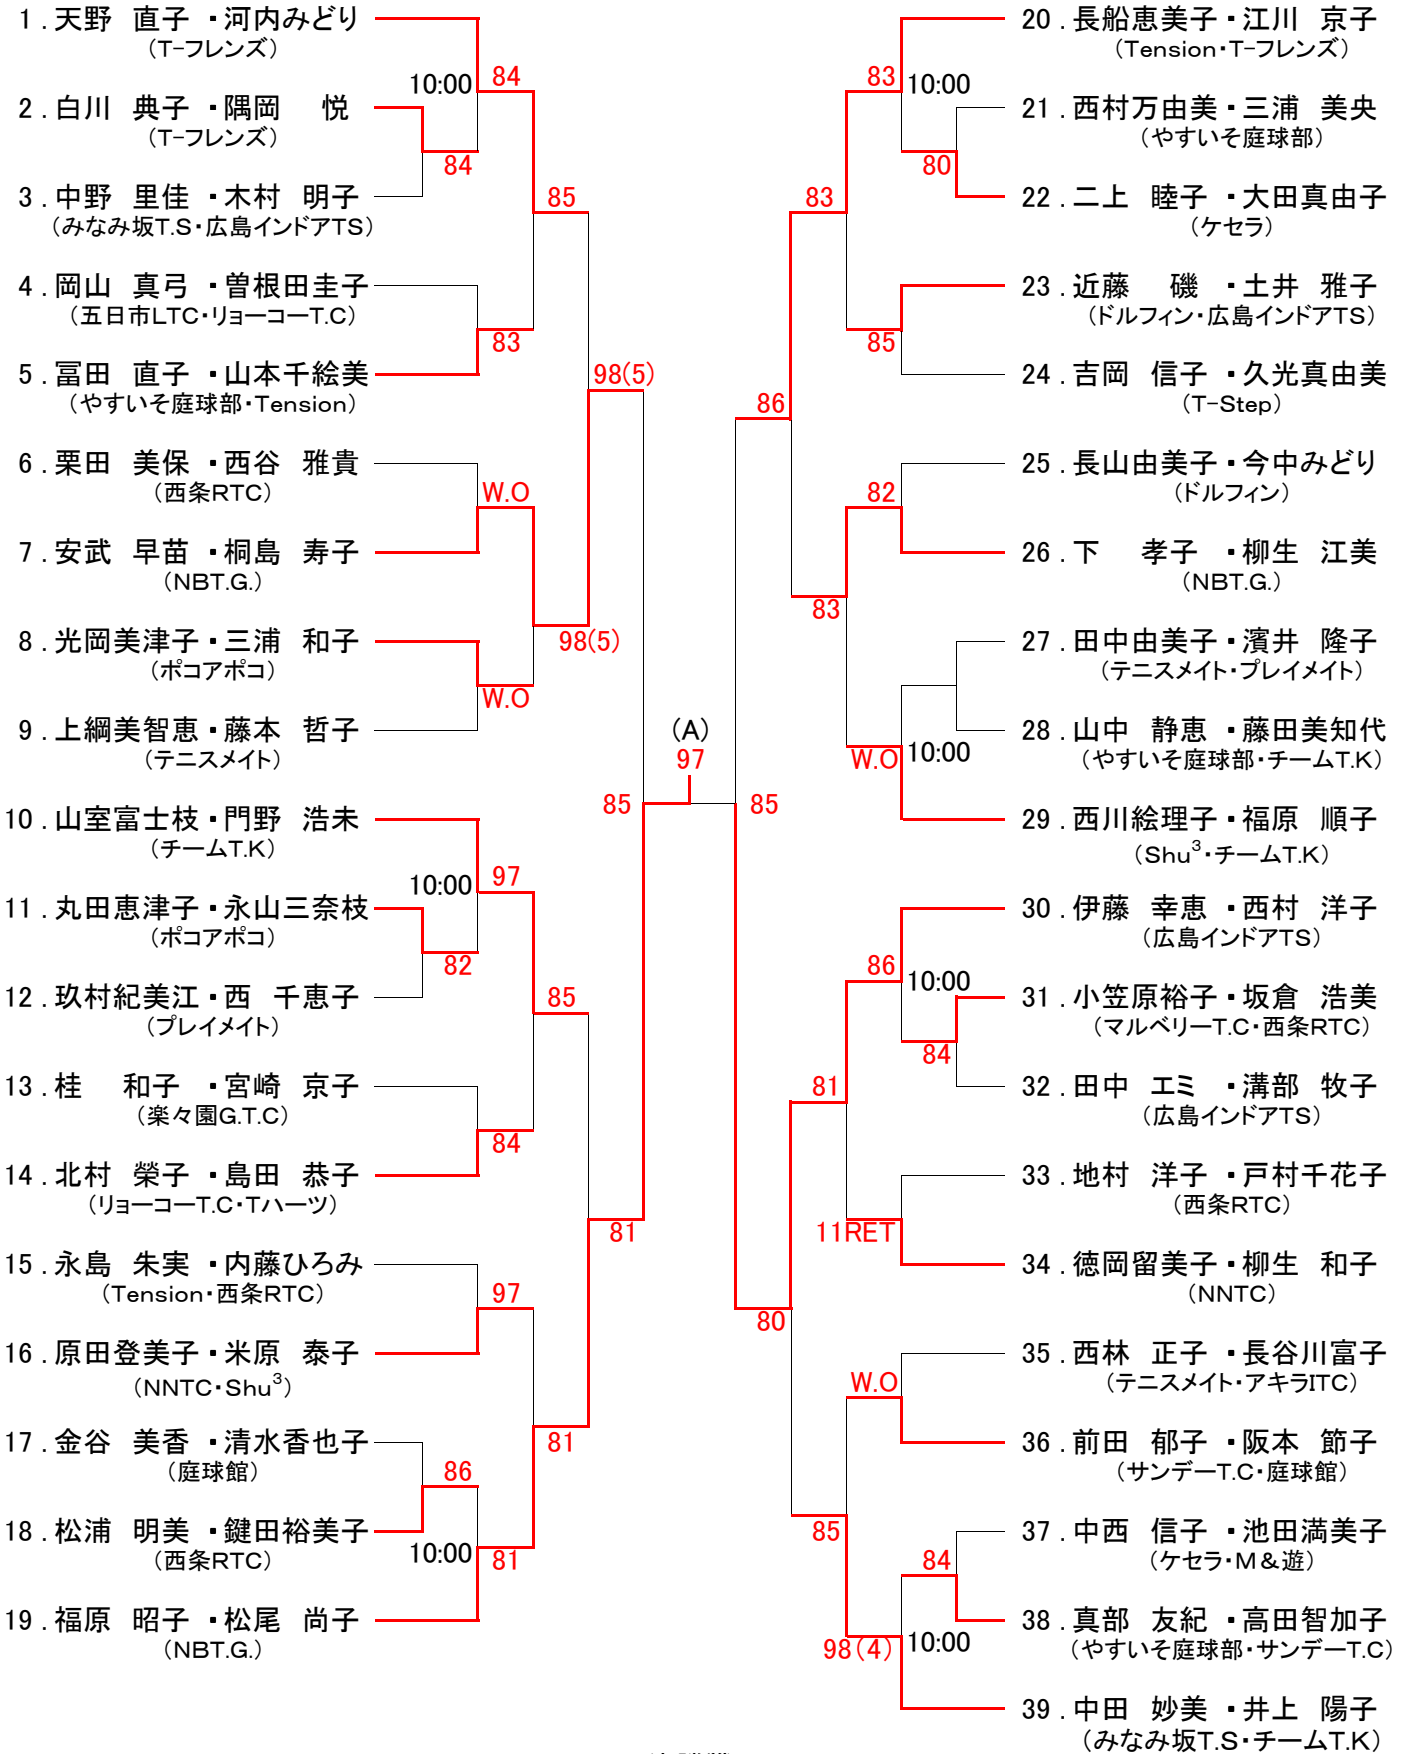 1 . 天野　直子 ・河内みどり
（T-フレンズ）
10:00
84
2 . 白川　典子 ・隅岡　　悦
（T-フレンズ）
84
3 . 中野　里佳 ・木村　明子
（みなみ坂T.S・広島インドアTS）
85
4 . 岡山　真弓 ・曽根田圭子
（五日市LTC・リョーコーT.C）
83
5 . 冨田　直子 ・山本千絵美
（やすいそ庭球部・Tension）
98(5)
6 . 栗田　美保 ・西谷　雅貴
（西条RTC）
W.O
7 . 安武　早苗 ・桐島　寿子
（NBT.G.）
98(5)
8 . 光岡美津子・三浦　和子
（ポコアポコ）
W.O
9 . 上綱美智恵・藤本　哲子
（テニスメイト）
(A)
97
85
10 . 山室富士枝・門野　浩未
（チームT.K）
10:00
97
11 . 丸田恵津子・永山三奈枝
（ポコアポコ）
82
12 . 玖村紀美江・西　千恵子
（プレイメイト）
85
13 . 桂　　和子 ・宮崎　京子
（楽々園G.T.C）
84
14 . 北村　榮子 ・島田　恭子
（リョーコーT.C・Tハーツ）
81
15 . 永島　朱実 ・内藤ひろみ
（Tension・西条RTC）
97
16 . 原田登美子・米原　泰子
（NNTC・Shu³）
17 . 金谷　美香 ・清水香也子
（庭球館）
81
86
18 . 松浦　明美 ・鍵田裕美子
（西条RTC）
10:00
81
19 . 福原　昭子 ・松尾　尚子
（NBT.G.）
20 . 長船恵美子・江川　京子
（Tension・T-フレンズ）
83
10:00
21 . 西村万由美・三浦　美央
（やすいそ庭球部）
80
22 . 二上　睦子 ・大田真由子
（ケセラ）
83
23 . 近藤　　磯 ・土井　雅子
（ドルフィン・広島インドアTS）
85
24 . 吉岡　信子 ・久光真由美
（T-Step）
86
25 . 長山由美子・今中みどり
（ドルフィン）
82
26 . 下　　孝子 ・柳生　江美
（NBT.G.）
83
27 . 田中由美子・濱井　隆子
（テニスメイト・プレイメイト）
28 . 山中　静恵 ・藤田美知代
（やすいそ庭球部・チームT.K）
W.O
10:00
85
29 . 西川絵理子・福原　順子
（Shu³・チームT.K）
30 . 伊藤　幸恵 ・西村　洋子
（広島インドアTS）
86
10:00
31 . 小笠原裕子・坂倉　浩美
（マルベリーT.C・西条RTC）
84
32 . 田中　エミ ・溝部　牧子
（広島インドアTS）
81
33 . 地村　洋子 ・戸村千花子
（西条RTC）
11RET
34 . 徳岡留美子・柳生　和子
（NNTC）
80
35 . 西林　正子 ・長谷川富子
（テニスメイト・アキラITC）
W.O
36 . 前田　郁子 ・阪本　節子
（サンデーT.C・庭球館）
85
37 . 中西　信子 ・池田満美子
（ケセラ・M＆遊）
84
38 . 真部　友紀 ・高田智加子
（やすいそ庭球部・サンデーT.C）
98(4)
10:00
39 . 中田　妙美 ・井上　陽子
（みなみ坂T.S・チームT.K）